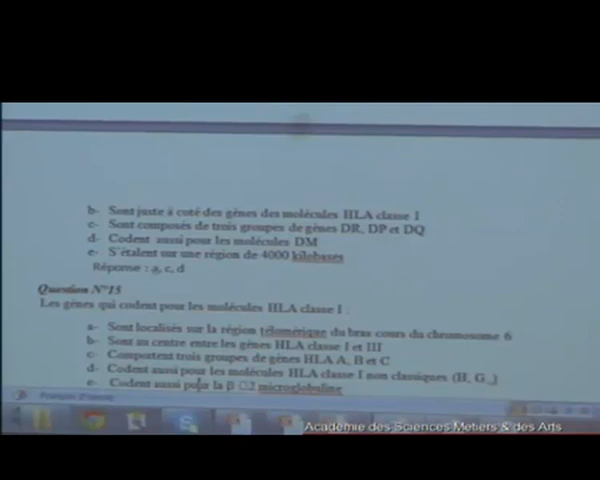 b- Sont juste à coté des gènes des molécules HLA classe I
c- Sont composés de trois groupes de gènes DR, DP et DQ
d- Codent aussi pour les molécules DM
e- S'étalent sur une région de 4000 kilobases
Réponse : a, c, d
Question N°15
Les gènes qui codent pour les molécules HLA classe I :
a- Sont localisés sur la région télomérique du bras cours du chromosome 6
b- Sont au centre entre les gènes HLA classe I et III
c- Comportent trois groupes de gènes HLA A, B et C
d- Codent aussi pour les molécules HLA classe I non classiques (H, G,,)
e- Codent aussi pour la β 2 microglobuline
Français
Académie des Sciences Metiers & des Arts